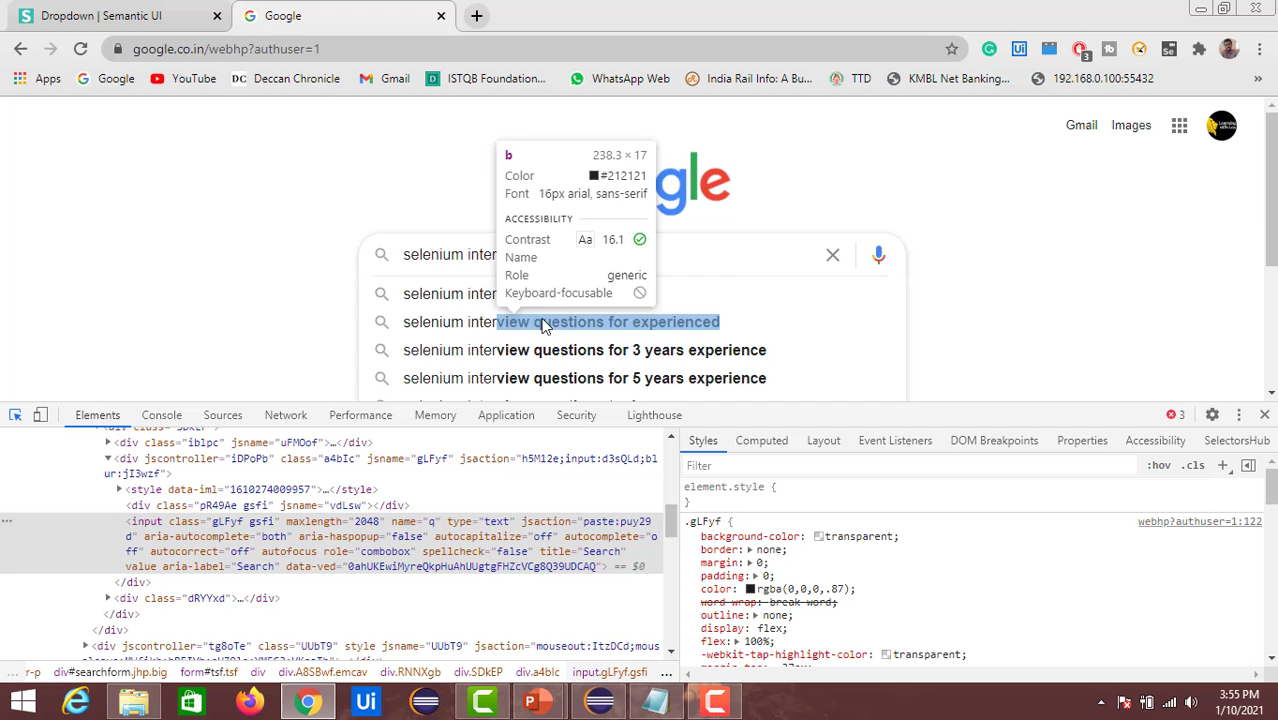 Dropdown | Semantic UI
Google
google.co.in/webhp?authuser=1
Apps
Google
YouTube
DC Deccan Chronicle
Gmail
ISTQB Foundation...
WhatsApp Web
India Rail Info: A Bu...
TTD
KMBL Net Banking...
192.168.0.100:55432
»
Gmail
Images
gle
b 238.3 × 17
Color #212121
Font 16px arial, sans-serif
ACCESSIBILITY
Contrast Aa 16.1
Name
Role generic
Keyboard-focusable
selenium inter
selenium inter
selenium interview questions for experienced
selenium interview questions for 3 years experience
selenium interview questions for 5 years experience
Elements Console Sources Network Performance Memory Application Security Lighthouse 3
<div class="iblpc" jsname="uFMOof">…</div>
<div jscontroller="iDPoPb" class="a4bIc" jsname="gLFyf" jsaction="h5M12e;input:d3sQLd;bl
ur:jI3wzf">
<style data-iml="1610274009957">…</style>
<div class="pR49Ae gsfi" jsname="vdLsw"></div>
<input class="gLFyf gsfi" maxlength="2048" name="q" type="text" jsaction="paste:puy29
d" aria-autocomplete="both" aria-haspopup="false" autocapitalize="off" autocomplete="o
ff" autocorrect="off" autofocus role="combobox" spellcheck="false" title="Search"
value aria-label="Search" data-ved="0ahUKEwiMyreQkpHuAhUUgtgFHZcVCg8Q39UDCAQ"> == $0
</div>
<div class="dRYYxd">…</div>
</div>
</div>
<div jscontroller="tg8oTe" class="UUbT9" style jsname="UUbT9" jsaction="mouseout:ItzDCd;mous
r-p div#searchform.jhp.big form#tsf.tsf div.A8SBwf.emcav div.RNNXgb div.SDkEP div.a4bIc input.gLFyf.gsfi ...
Styles Computed Layout Event Listeners DOM Breakpoints Properties Accessibility SelectorsHub
Filter :hov .cls +
element.style {
}
.gLFyf { webhp?authuser=1:122
background-color: transparent;
border: none;
margin: 0;
padding: 0;
color: rgba(0,0,0,.87);
word-wrap: break-word;
outline: none;
display: flex;
flex: 100%;
-webkit-tap-highlight-color: transparent;
3:55 PM
1/10/2021